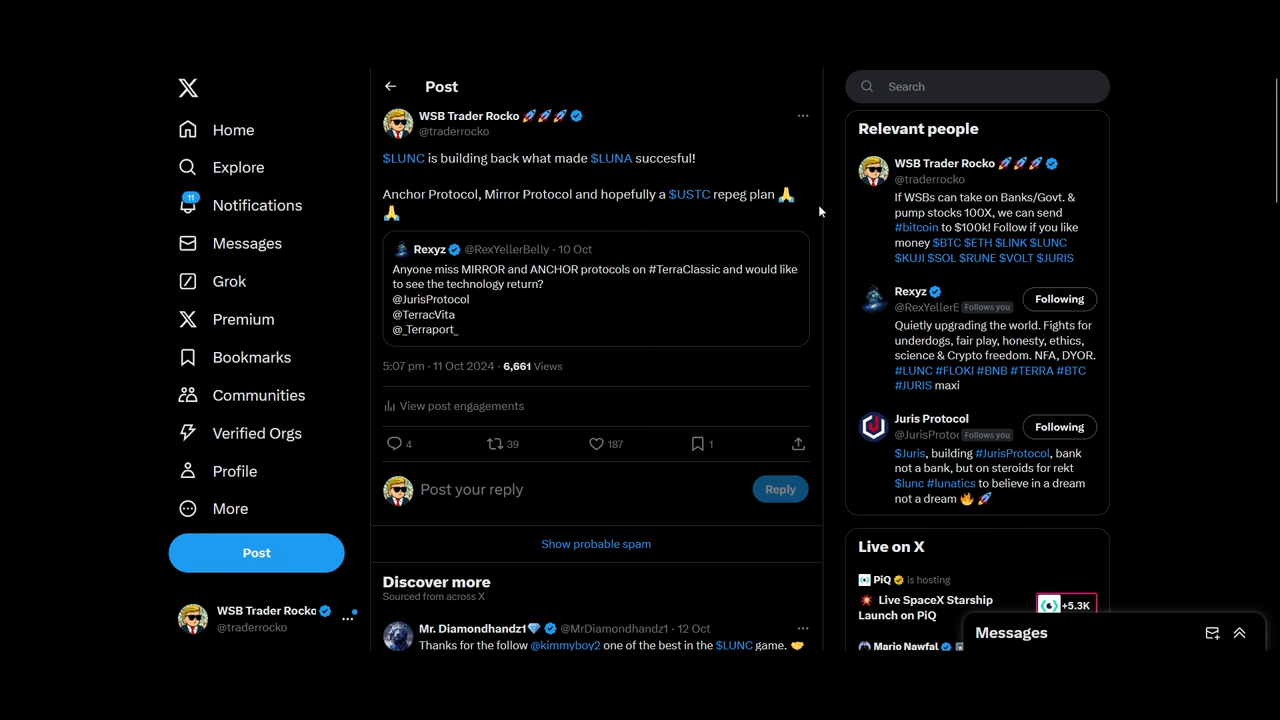 Home
Explore
11
Notifications
Messages
Grok
Premium
Bookmarks
Communities
Verified Orgs
Profile
More
Post
WSB Trader Rocko
@traderrocko
Post
WSB Trader Rocko 🚀🚀🚀
@traderrocko
$LUNC is building back what made $LUNA succesful!
Anchor Protocol, Mirror Protocol and hopefully a $USTC repeg plan 🙏
🙏
Rexyz @RexYellerBelly · 10 Oct
Anyone miss MIRROR and ANCHOR protocols on #TerraClassic and would like
to see the technology return?
@JurisProtocol
@TerracVita
@_Terraport_
5:07 pm · 11 Oct 2024 · 6,661 Views
View post engagements
4 39 187 1
Post your reply
Reply
Show probable spam
Discover more
Sourced from across X
Mr. Diamondhandz1💎 @MrDiamondhandz1 · 12 Oct
Thanks for the follow @kimmyboy2 one of the best in the $LUNC game. 🤝
Search
Relevant people
WSB Trader Rocko 🚀🚀🚀
@traderrocko
If WSBs can take on Banks/Govt. &
pump stocks 100X, we can send
#bitcoin to $100k! Follow if you like
money $BTC $ETH $LINK $LUNC
$KUJI $SOL $RUNE $VOLT $JURIS
Rexyz
@RexYellerE Follows you
Following
Quietly upgrading the world. Fights for
underdogs, fair play, honesty, ethics,
science & Crypto freedom. NFA, DYOR.
#LUNC #FLOKI #BNB #TERRA #BTC
#JURIS maxi
Juris Protocol
@JurisProtoc Follows you
Following
$Juris, building #JurisProtocol, bank
not a bank, but on steroids for rekt
$lunc #lunatics to believe in a dream
not a dream 🔥 🚀
Live on X
PiQ is hosting
💥 Live SpaceX Starship
Launch on PiQ
+5.3K
Mario Nawfal
Messages